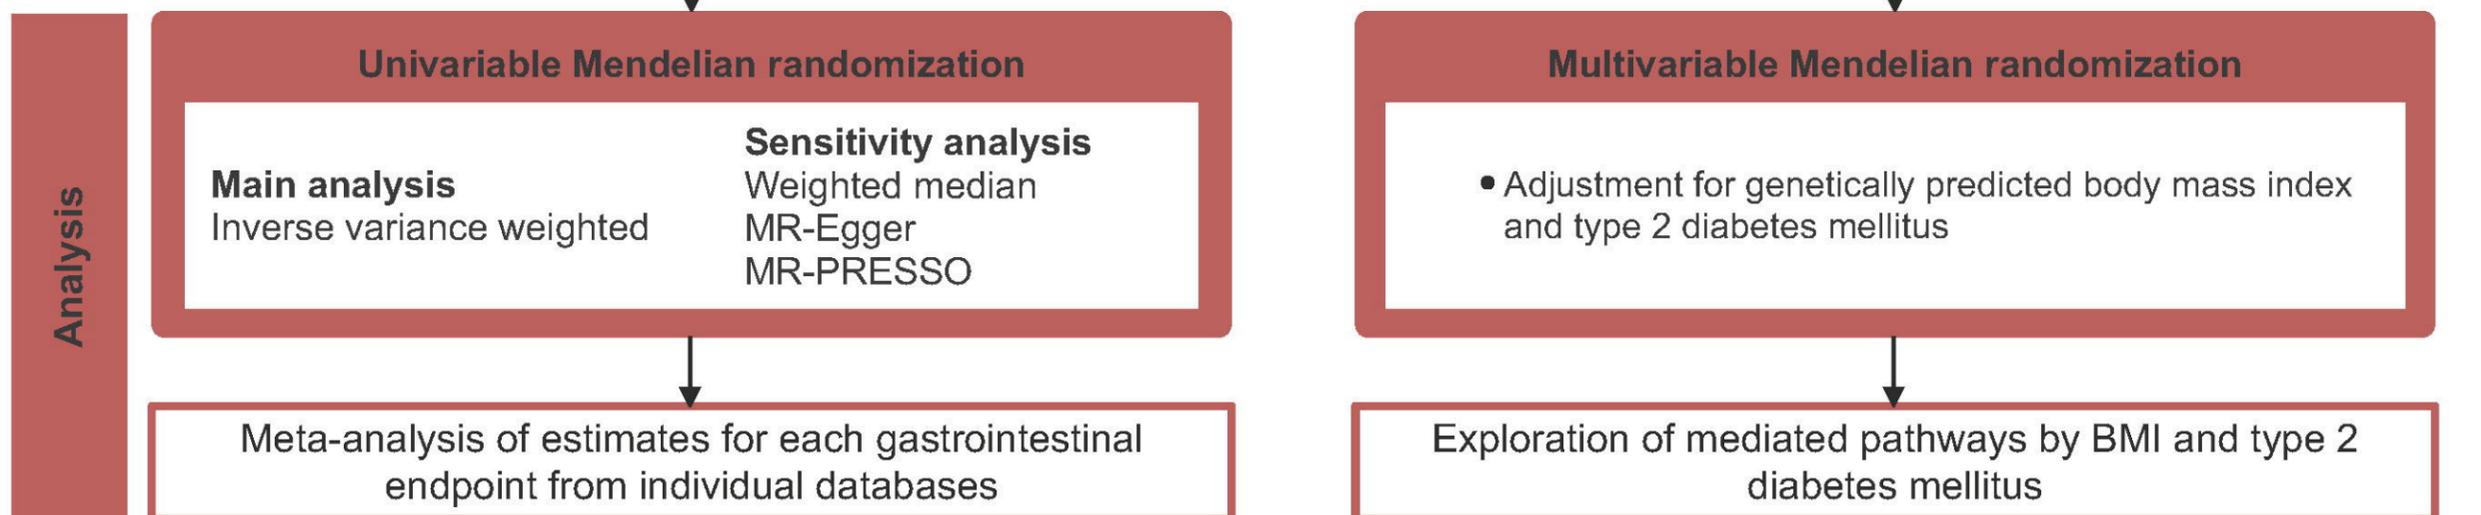 Analysis
Univariable Mendelian randomization
Main analysis
Inverse variance weighted
Sensitivity analysis
Weighted median
MR-Egger
MR-PRESSO
Meta-analysis of estimates for each gastrointestinal
endpoint from individual databases
Multivariable Mendelian randomization
• Adjustment for genetically predicted body mass index
and type 2 diabetes mellitus
Exploration of mediated pathways by BMI and type 2
diabetes mellitus